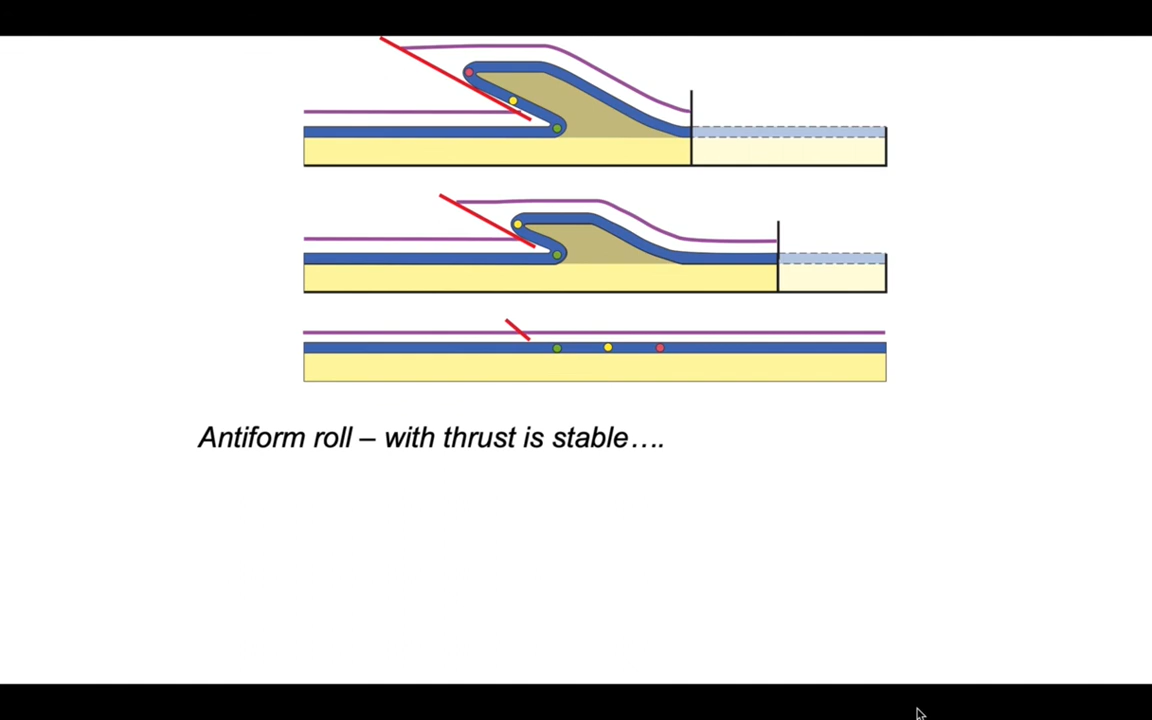 Antiform roll – with thrust is stable….